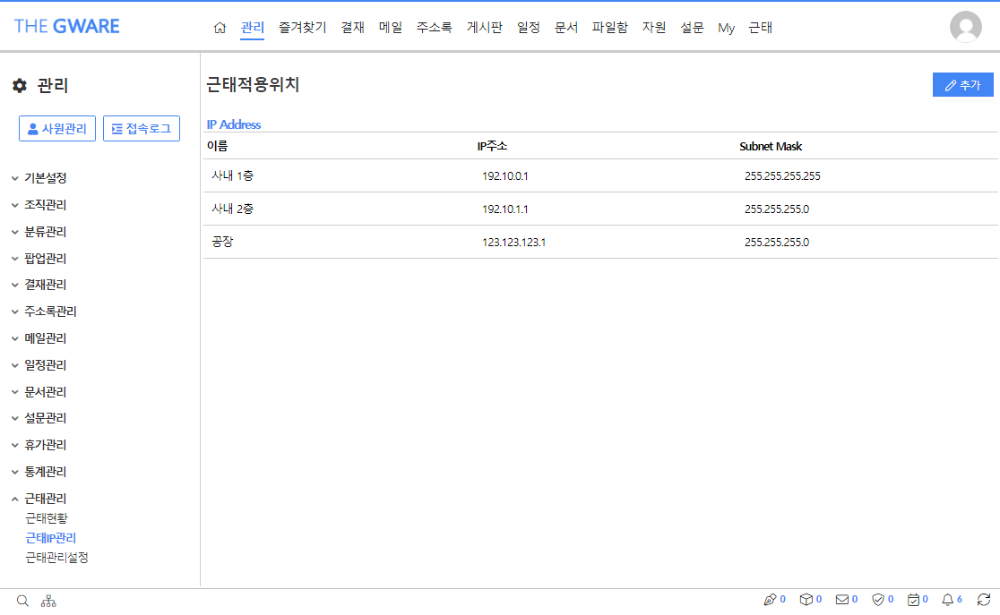 THE GWARE
관리 즐겨찾기 결재 메일 주소록 게시판 일정 문서 파일함 자원 설문 My 근태
관리
사원관리 접속로그
기본설정
조직관리
분류관리
팝업관리
결재관리
주소록관리
메일관리
일정관리
문서관리
설문관리
휴가관리
통계관리
근태관리
근태현황
근태IP관리
근태관리설정
근태적용위치
추가
IP Address
이름 IP주소 Subnet Mask
사내 1층 192.10.0.1 255.255.255.255
사내 2층 192.10.1.1 255.255.255.0
공장 123.123.123.1 255.255.255.0
0 0 0 0 0 6